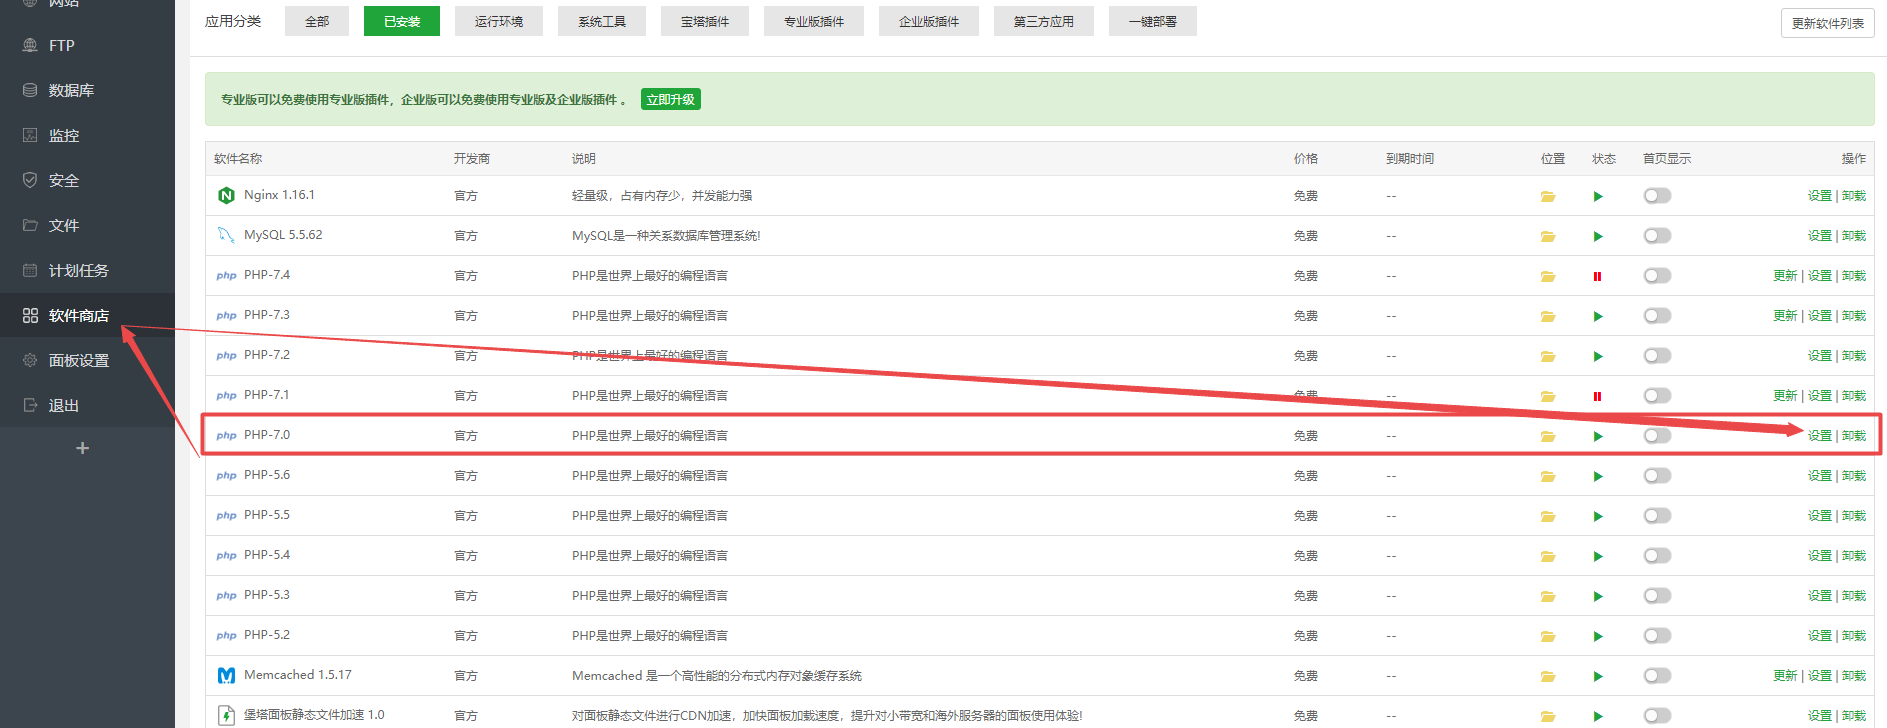 网站
FTP
数据库
监控
安全
文件
计划任务
软件商店
面板设置
退出
应用分类 全部 已安装 运行环境 系统工具 宝塔插件 专业版插件 企业版插件 第三方应用 一键部署 更新软件列表
专业版可以免费使用专业版插件，企业版可以免费使用专业版及企业版插件 。 立即升级
软件名称 开发商 说明 价格 到期时间 位置 状态 首页显示 操作
Nginx 1.16.1 官方 轻量级，占有内存少，并发能力强 免费 -- 设置 | 卸载
MySQL 5.5.62 官方 MySQL是一种关系数据库管理系统! 免费 -- 设置 | 卸载
php PHP-7.4 官方 PHP是世界上最好的编程语言 免费 -- 更新 | 设置 | 卸载
php PHP-7.3 官方 PHP是世界上最好的编程语言 免费 -- 更新 | 设置 | 卸载
php PHP-7.2 官方 PHP是世界上最好的编程语言 免费 -- 设置 | 卸载
php PHP-7.1 官方 PHP是世界上最好的编程语言 免费 -- 更新 | 设置 | 卸载
php PHP-7.0 官方 PHP是世界上最好的编程语言 免费 -- 设置 | 卸载
php PHP-5.6 官方 PHP是世界上最好的编程语言 免费 -- 设置 | 卸载
php PHP-5.5 官方 PHP是世界上最好的编程语言 免费 -- 设置 | 卸载
php PHP-5.4 官方 PHP是世界上最好的编程语言 免费 -- 设置 | 卸载
php PHP-5.3 官方 PHP是世界上最好的编程语言 免费 -- 设置 | 卸载
php PHP-5.2 官方 PHP是世界上最好的编程语言 免费 -- 设置 | 卸载
Memcached 1.5.17 官方 Memcached 是一个高性能的分布式内存对象缓存系统 免费 -- 更新 | 设置 | 卸载
堡塔面板静态文件加速 1.0 官方 对面板静态文件进行CDN加速，加快面板加载速度，提升对小带宽和海外服务器的面板使用体验! 免费 -- 设置 | 卸载